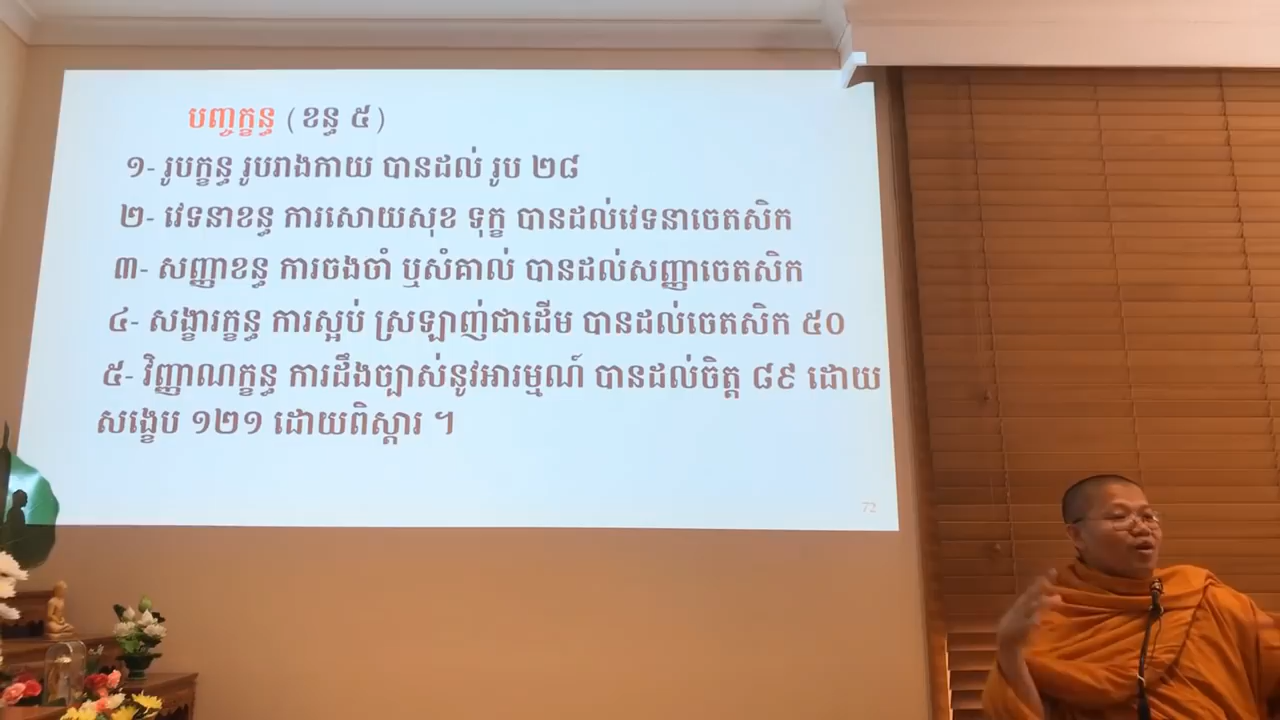 បញ្ចក្ខន្ធ (ខន្ធ ៥)
១- រូបក្ខន្ធ រូបរាងកាយ បានដល់ រូប ២៨
២- វេទនាខន្ធ ការសោយសុខ ទុក្ខ បានដល់វេទនាចេតសិក
៣- សញ្ញាខន្ធ ការចងចាំ ឬសំគាល់ បានដល់សញ្ញាចេតសិក
៤- សង្ខារក្ខន្ធ ការស្អប់ ស្រឡាញ់ជាដើម បានដល់ចេតសិក ៥០
៥- វិញ្ញាណក្ខន្ធ ការដឹងច្បាស់នូវអារម្មណ៍ បានដល់ចិត្ត ៨៩ ដោយ
សង្ខេប ១២១ ដោយពិស្តារ ។
72